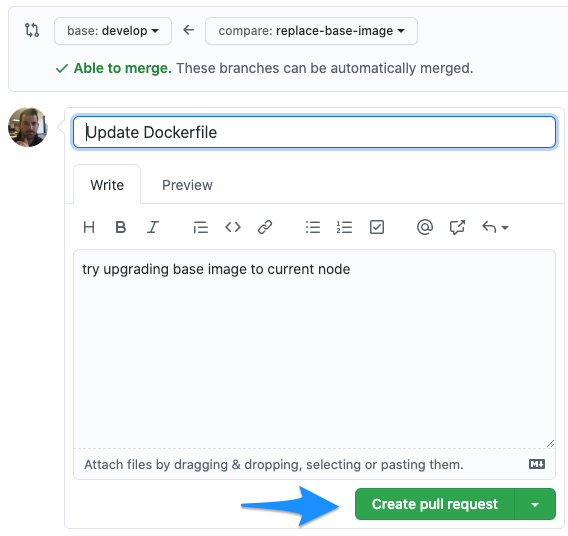 base: develop compare: replace-base-image
Able to merge. These branches can be automatically merged.
Update Dockerfile
Write Preview
H B I @
try upgrading base image to current node
Attach files by dragging & dropping, selecting or pasting them.
Create pull request